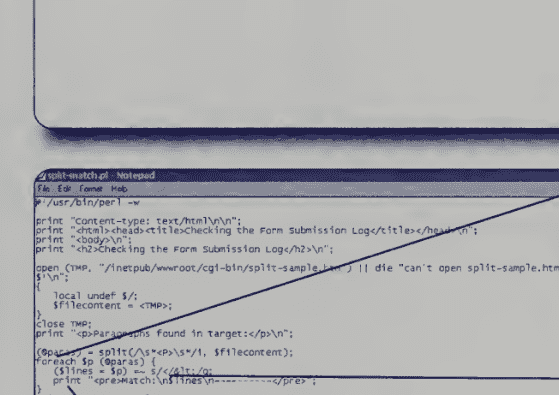 split-match.pl - Notepad
File Edit Format Help
#!/usr/bin/perl -w
print "Content-type: text/html\n\n";
print "<html><head><title>Checking the Form Submission Log</title></head>\n";
print "<body>\n";
print "<h2>Checking the Form Submission Log</h2>\n";
open (TMP, "/inetpub/wwwroot/cgi-bin/split-sample.htm") || die "can't open split-sample.htm
$!\n";
{
local undef $/;
$filecontent = <TMP>;
}
close TMP;
print "<p>Paragraphs found in target:</p>\n";
(@paras) = split(/\s*<P>\s*/i, $filecontent);
foreach $p (@paras) {
($lines = $p) =~ s/</&lt;/g;
print "<pre>Match:\n$lines\n---------</pre>";
}